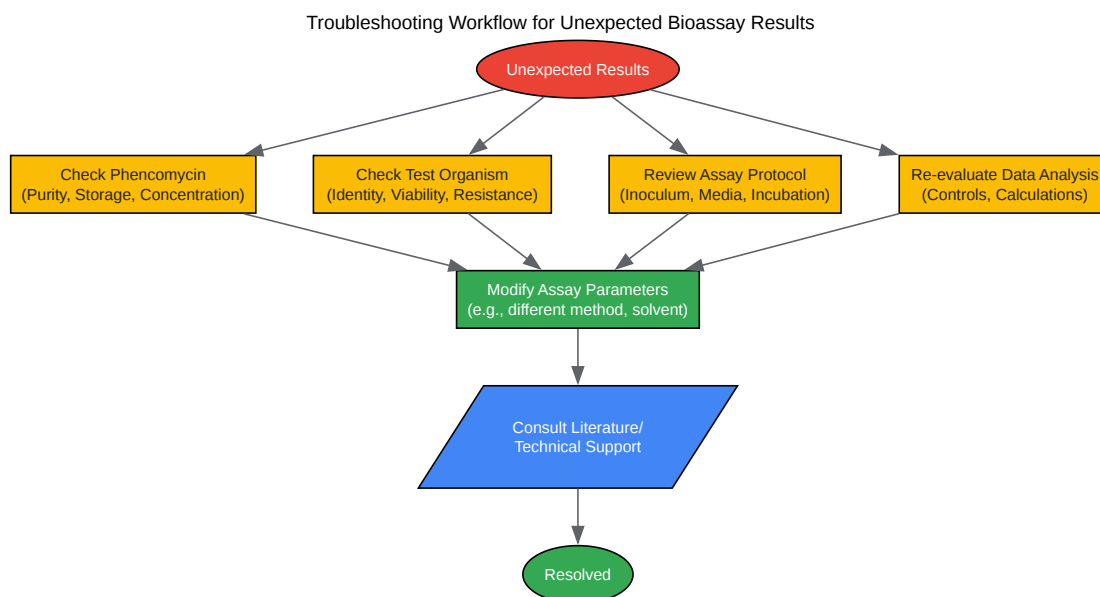 Troubleshooting Workflow for Unexpected Bioassay Results
Unexpected Results
Check Phencomycin
(Purity, Storage, Concentration)
Check Test Organism
(Identity, Viability, Resistance)
Review Assay Protocol
(Inoculum, Media, Incubation)
Re-evaluate Data Analysis
(Controls, Calculations)
Modify Assay Parameters
(e.g., different method, solvent)
Consult Literature/
Technical Support
Resolved